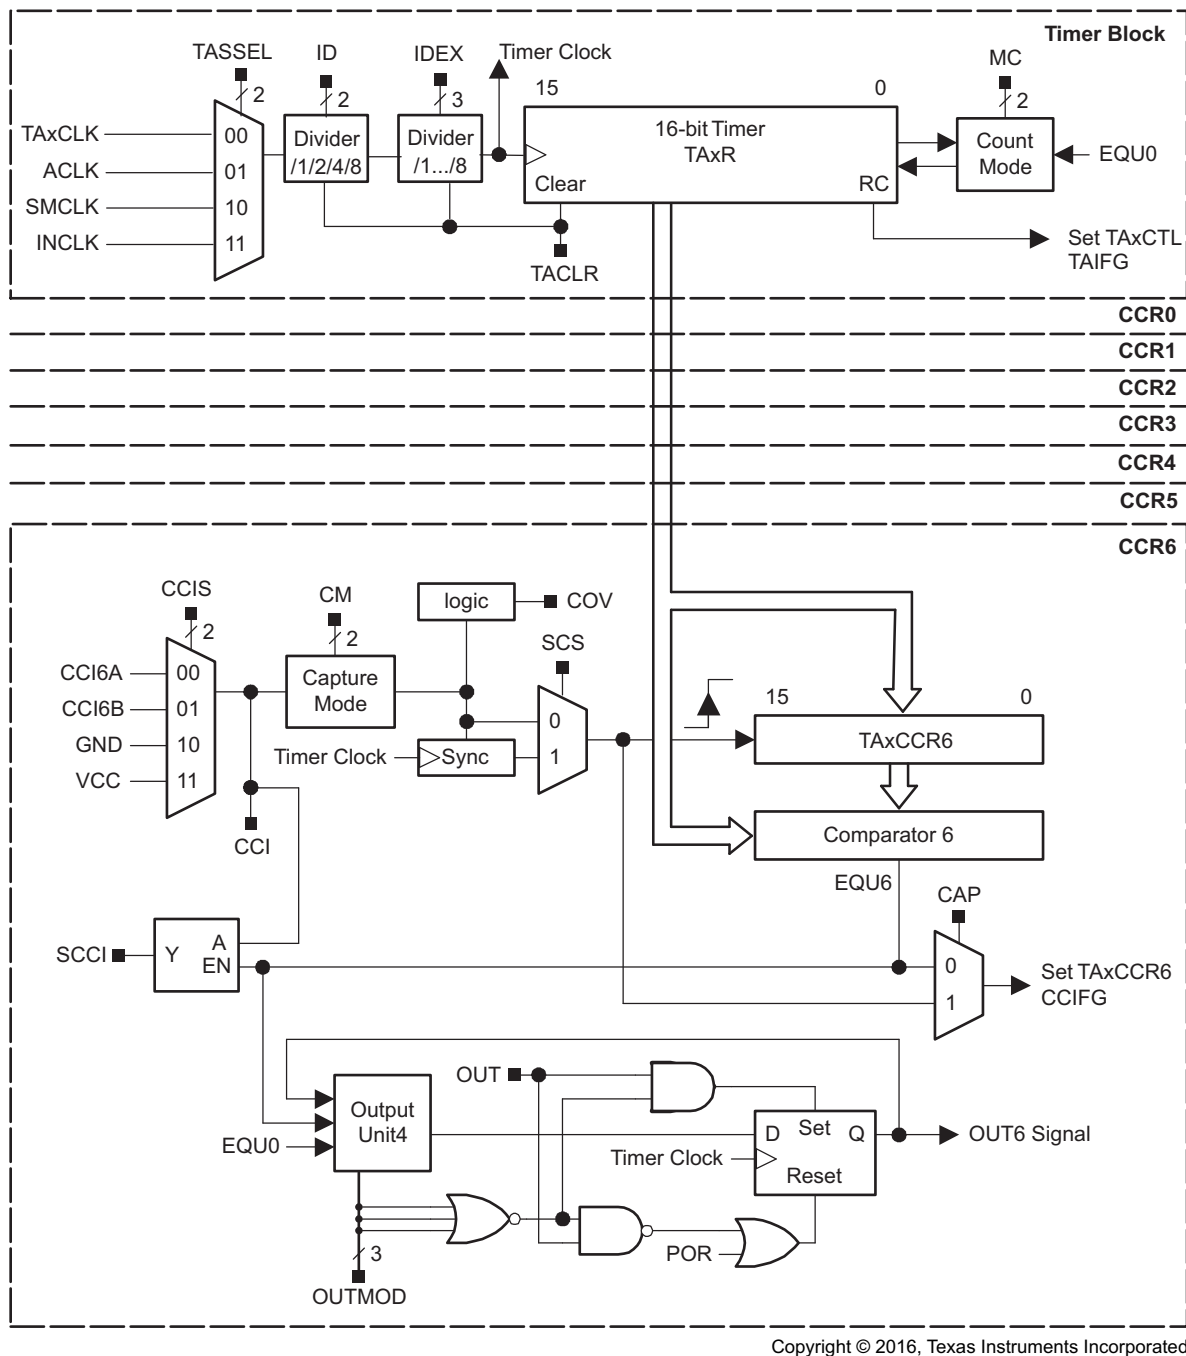 Timer Block
TASSEL
ID
IDEX
Timer Clock
MC
2
2
3
15
0
2
TAxCLK
ACLK
SMCLK
INCLK
00
01
10
11
Divider
/1/2/4/8
Divider
/1.../8
16-bit Timer
TAxR
Clear
RC
Count
Mode
EQU0
TACLR
Set TAxCTL
TAIFG
CCR0
CCR1
CCR2
CCR3
CCR4
CCR5
CCR6
CCIS
2
CM
2
logic
COV
SCS
CCI6A
CCI6B
GND
VCC
00
01
10
11
Capture
Mode
Timer Clock
Sync
0
1
15
0
TAxCCR6
CCI
Comparator 6
EQU6
CAP
SCCI
Y
A
EN
0
1
Set TAxCCR6
CCIFG
OUT
Output
Unit4
EQU0
D
Set
Q
Reset
Timer Clock
OUT6 Signal
3
POR
OUTMOD
Copyright © 2016, Texas Instruments Incorporated